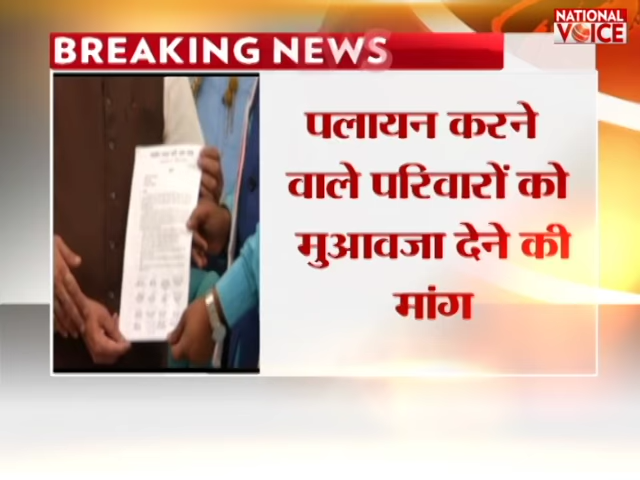 NATIONAL
VOICE
BREAKING NEWS
पलायन करने
वाले परिवारों को
मुआवजा देने की
मांग